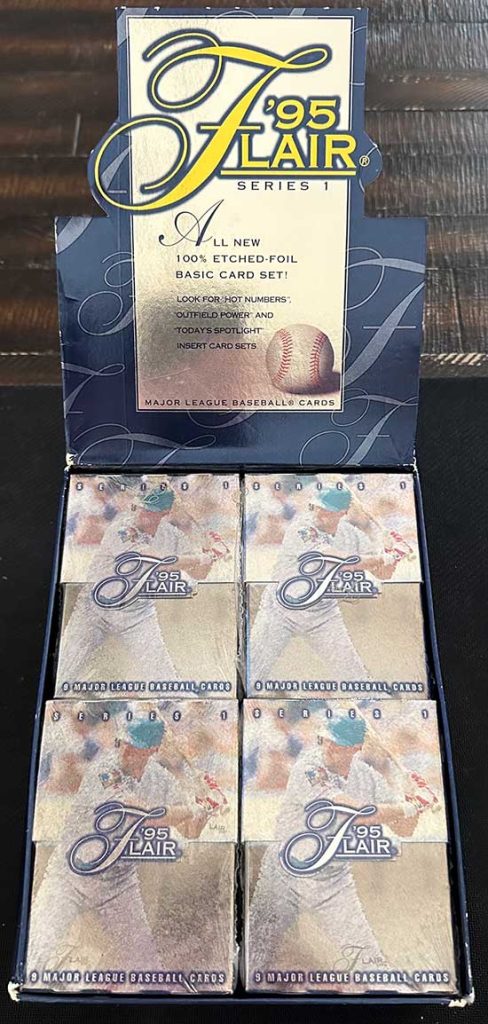 '95
FLAIR®
SERIES 1
ALL NEW
100% ETCHED-FOIL
BASIC CARD SET!
LOOK FOR "HOT NUMBERS",
"OUTFIELD POWER" AND
"TODAY'S SPOTLIGHT"
INSERT CARD SETS
MAJOR LEAGUE BASEBALL® CARDS
SERIES 1
'95
FLAIR
9 MAJOR LEAGUE BASEBALL CARDS
SERIES 1
'95
FLAIR
9 MAJOR LEAGUE BASEBALL CARDS
SERIES 1
'95
FLAIR
FLAIR
9 MAJOR LEAGUE BASEBALL CARDS
SERIES 1
'95
FLAIR
FLAIR
9 MAJOR LEAGUE BASEBALL CARDS